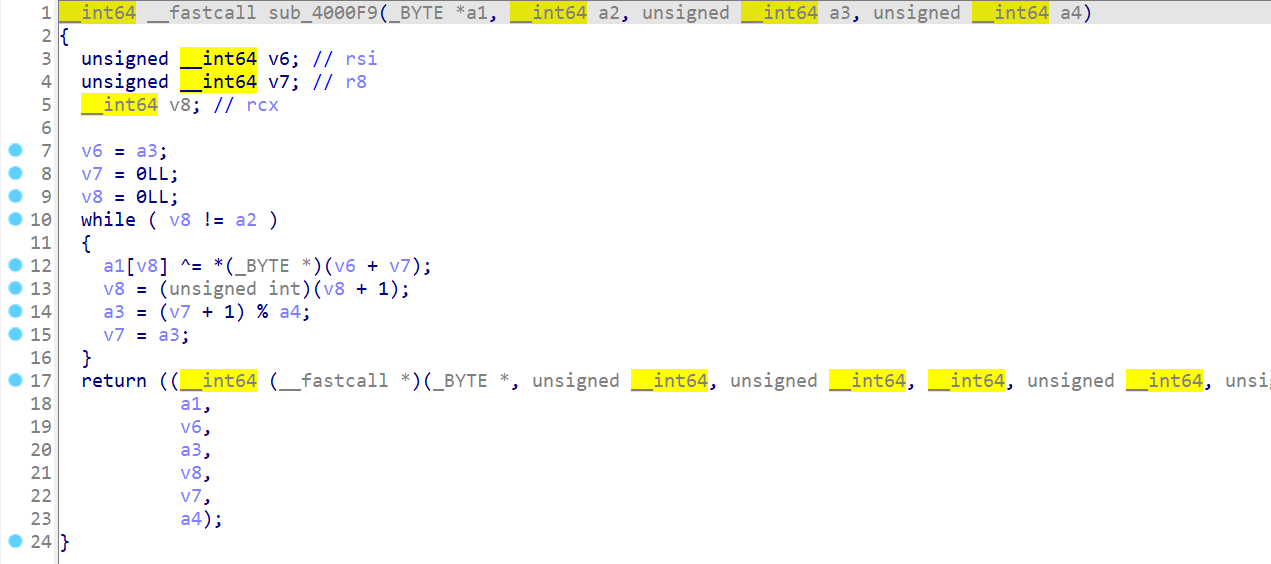 1 __int64 __fastcall sub_4000F9(_BYTE *a1, __int64 a2, unsigned __int64 a3, unsigned __int64 a4)
2 {
3 unsigned __int64 v6; // rsi
4 unsigned __int64 v7; // r8
5 __int64 v8; // rcx
6
7 v6 = a3;
8 v7 = 0LL;
9 v8 = 0LL;
10 while ( v8 != a2 )
11 {
12 a1[v8] ^= *(_BYTE *)(v6 + v7);
13 v8 = (unsigned int)(v8 + 1);
14 a3 = (v7 + 1) % a4;
15 v7 = a3;
16 }
17 return ((__int64 (__fastcall *)(_BYTE *, unsigned __int64, unsigned __int64, __int64, unsigned __int64, unsi
18 a1,
19 v6,
20 a3,
21 v8,
22 v7,
23 a4);
24 }